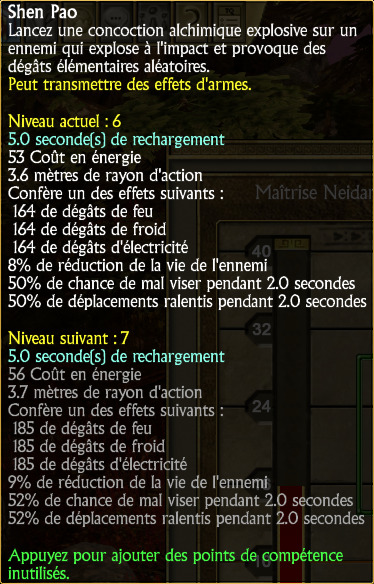 Shen Pao
Lancez une concoction alchimique explosive sur un
ennemi qui explose à l'impact et provoque des
dégâts élémentaires aléatoires.
Peut transmettre des effets d'armes.
Niveau actuel : 6
5.0 seconde(s) de rechargement
53 Coût en énergie
3.6 mètres de rayon d'action
Confère un des effets suivants :
164 de dégâts de feu
164 de dégâts de froid
164 de dégâts d'électricité
8% de réduction de la vie de l'ennemi
50% de chance de mal viser pendant 2.0 secondes
50% de déplacements ralentis pendant 2.0 secondes
Niveau suivant : 7
5.0 seconde(s) de rechargement
56 Coût en énergie
3.7 mètres de rayon d'action
Confère un des effets suivants :
185 de dégâts de feu
185 de dégâts de froid
185 de dégâts d'électricité
9% de réduction de la vie de l'ennemi
52% de chance de mal viser pendant 2.0 secondes
52% de déplacements ralentis pendant 2.0 secondes
Appuyez pour ajouter des points de compétence
inutilisés.
Maîtrise Neidan
40
32
24
16